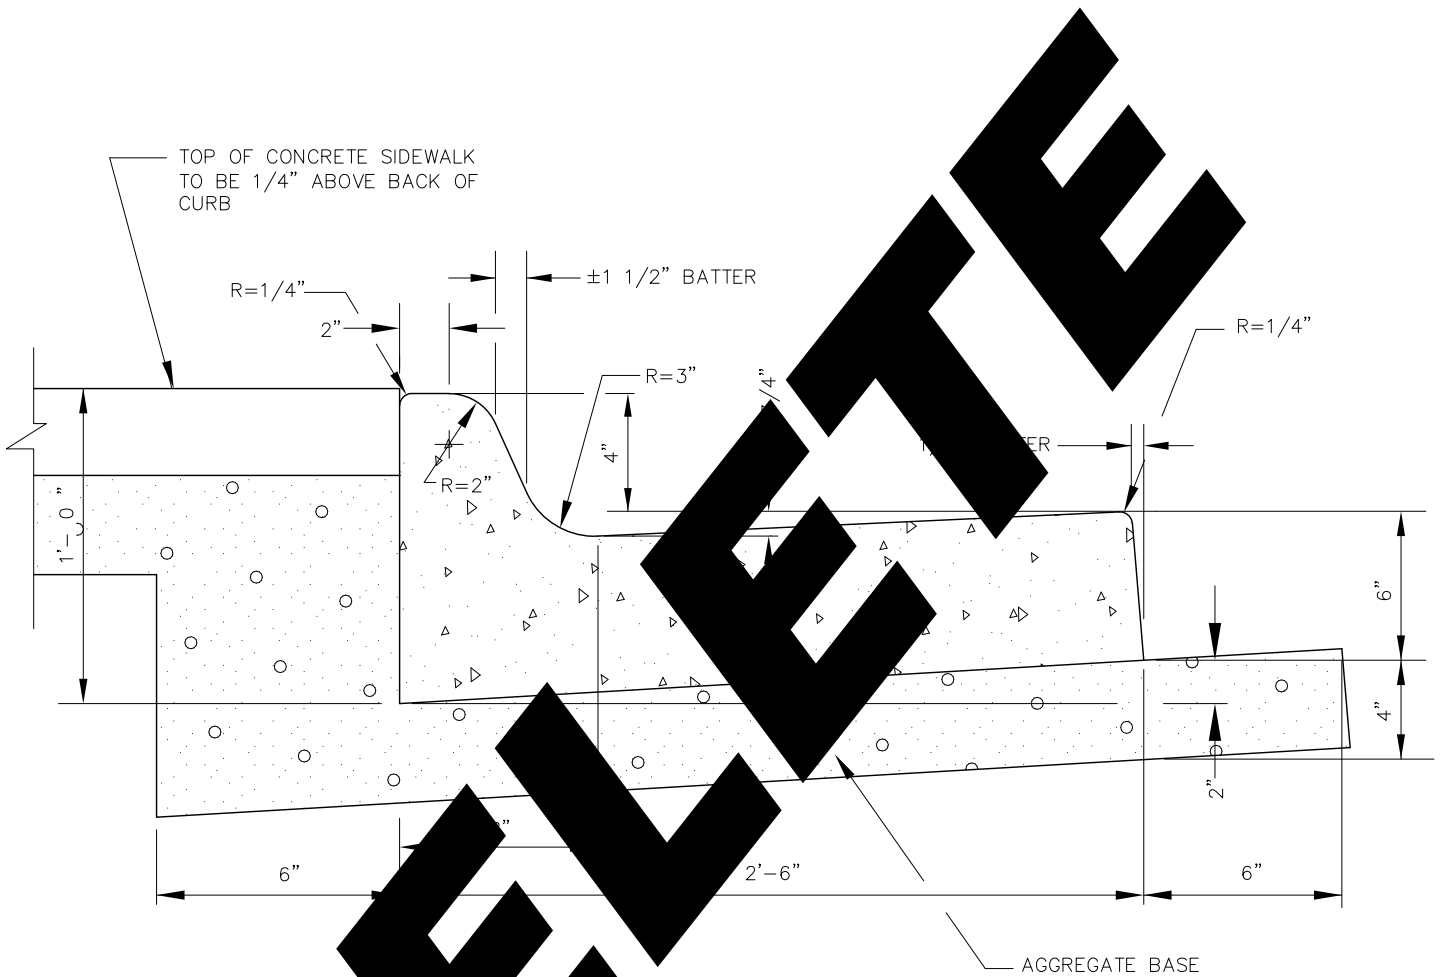 TOP OF CONCRETE SIDEWALK
TO BE 1/4” ABOVE BACK OF
CURB
±1 1/2” BATTER
R=1/4”
2”
R=1/4”
R=3”
4”
R=2”
1’–0”
6”
4”
2”
6”
2’–6”
6”
AGGREGATE BASE
ELETE